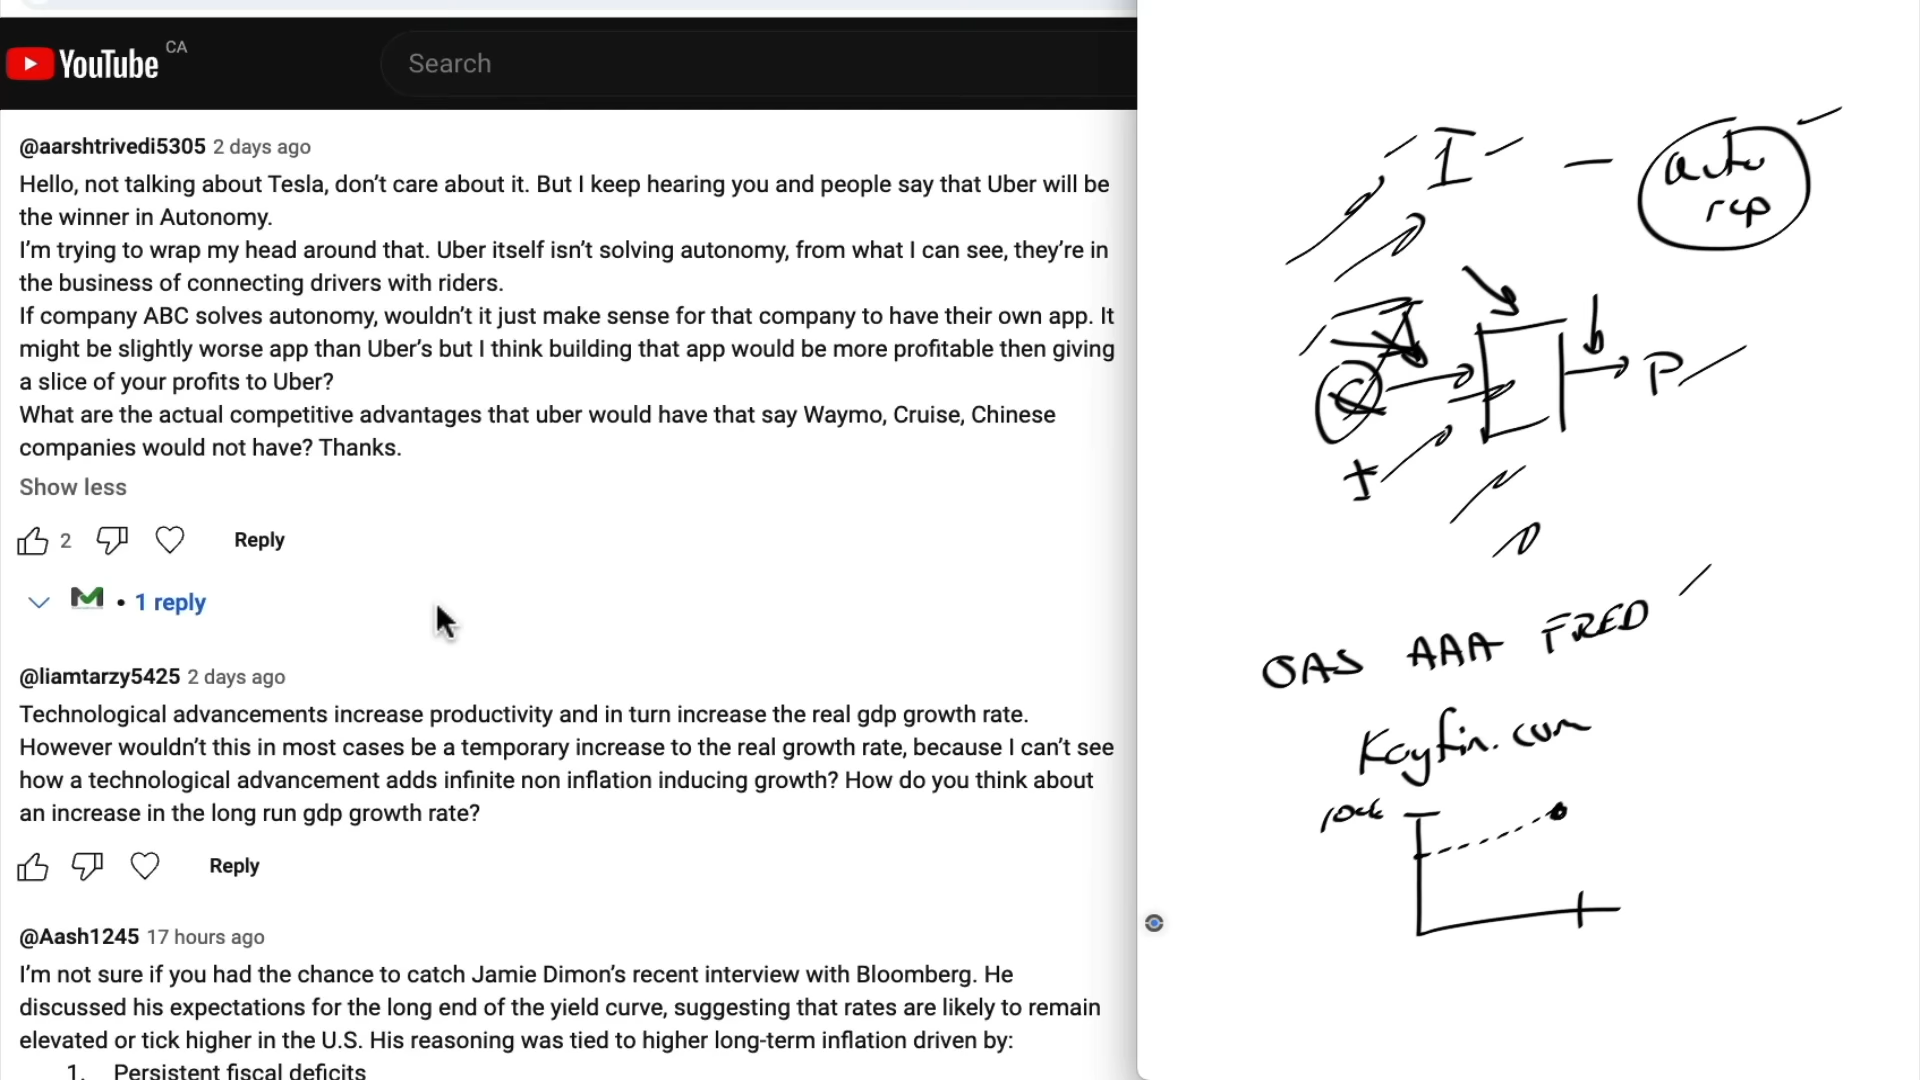 YouTube CA
Search
@aarshtrivedi5305 2 days ago
Hello, not talking about Tesla, don't care about it. But I keep hearing you and people say that Uber will be
the winner in Autonomy.
I'm trying to wrap my head around that. Uber itself isn't solving autonomy, from what I can see, they're in
the business of connecting drivers with riders.
If company ABC solves autonomy, wouldn't it just make sense for that company to have their own app. It
might be slightly worse app than Uber's but I think building that app would be more profitable then giving
a slice of your profits to Uber?
What are the actual competitive advantages that uber would have that say Waymo, Cruise, Chinese
companies would not have? Thanks.
Show less
2
Reply
• 1 reply
@liamtarzy5425 2 days ago
Technological advancements increase productivity and in turn increase the real gdp growth rate.
However wouldn't this in most cases be a temporary increase to the real growth rate, because I can't see
how a technological advancement adds infinite non inflation inducing growth? How do you think about
an increase in the long run gdp growth rate?
Reply
@Aash1245 17 hours ago
I'm not sure if you had the chance to catch Jamie Dimon's recent interview with Bloomberg. He
discussed his expectations for the long end of the yield curve, suggesting that rates are likely to remain
elevated or tick higher in the U.S. His reasoning was tied to higher long-term inflation driven by:
1. Persistent fiscal deficits
I — auto
rep
b
P
OAS AAA FRED
Koyfin.com